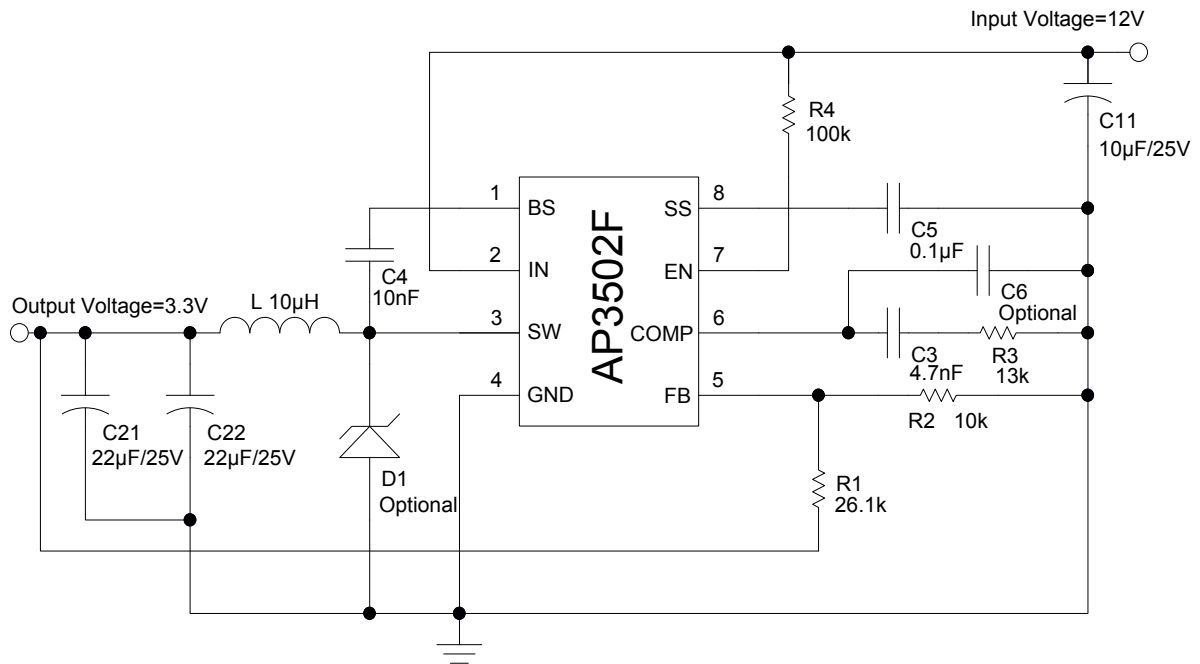 Input Voltage=12V
R4
100k
C11
10µF/25V
1
BS
2
IN
3
SW
4
GND
AP3502F
8
SS
7
EN
6
COMP
5
FB
C5
0.1µF
C6
Optional
C3
4.7nF
R3
13k
R2 10k
R1
26.1k
C4
10nF
L 10µH
Output Voltage=3.3V
C21
22µF/25V
C22
22µF/25V
D1
Optional